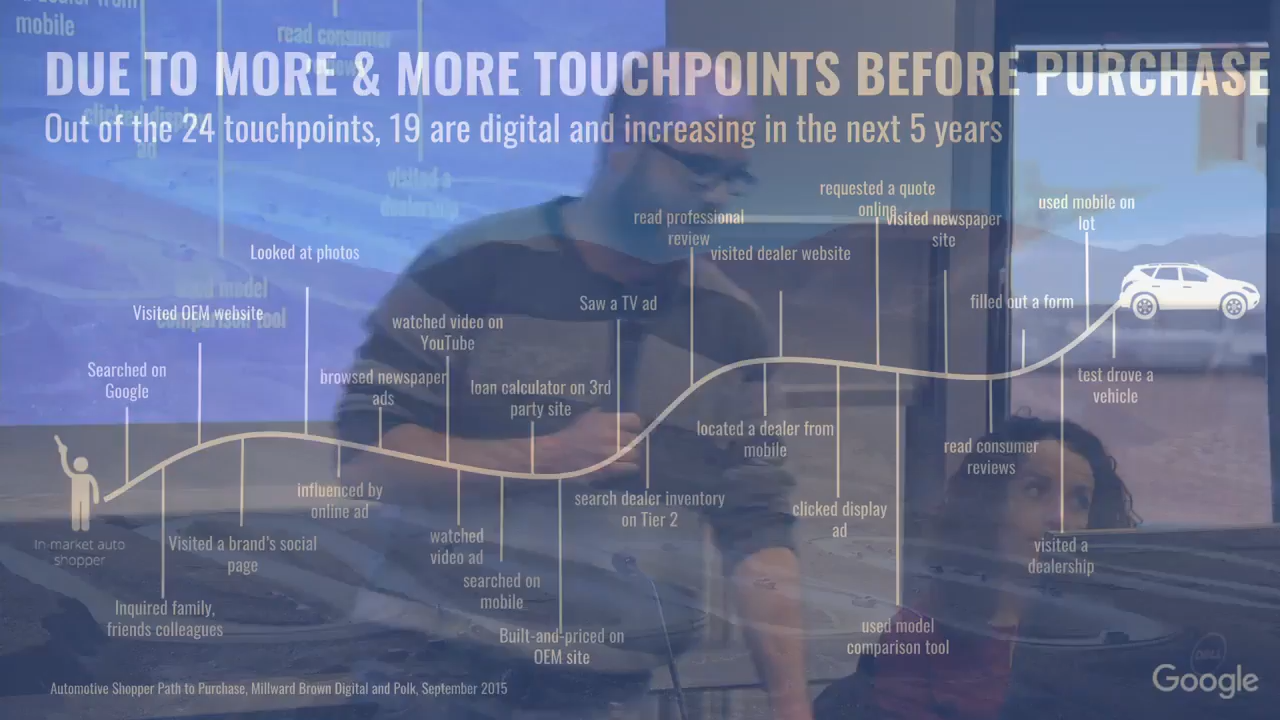 DUE TO MORE & MORE TOUCHPOINTS BEFORE PURCHASE
Out of the 24 touchpoints, 19 are digital and increasing in the next 5 years
mobile
read consumer
clicked display
ad
visited a
dealership
used model
comparison tool
Searched on
Google
Visited OEM website
Looked at photos
browsed newspaper
ads
watched video on
YouTube
loan calculator on 3rd
party site
Saw a TV ad
read professional
review
visited dealer website
requested a quote
online
Visited newspaper
site
filled out a form
used mobile on
lot
In-market auto
shopper
Inquired family,
friends colleagues
Visited a brand's social
page
influenced by
online ad
watched
video ad
searched on
mobile
Built-and-priced on
OEM site
search dealer inventory
on Tier 2
located a dealer from
mobile
clicked display
ad
used model
comparison tool
read consumer
reviews
visited a
dealership
test drove a
vehicle
Automotive Shopper Path to Purchase, Millward Brown Digital and Polk, September 2015
DELL
Google